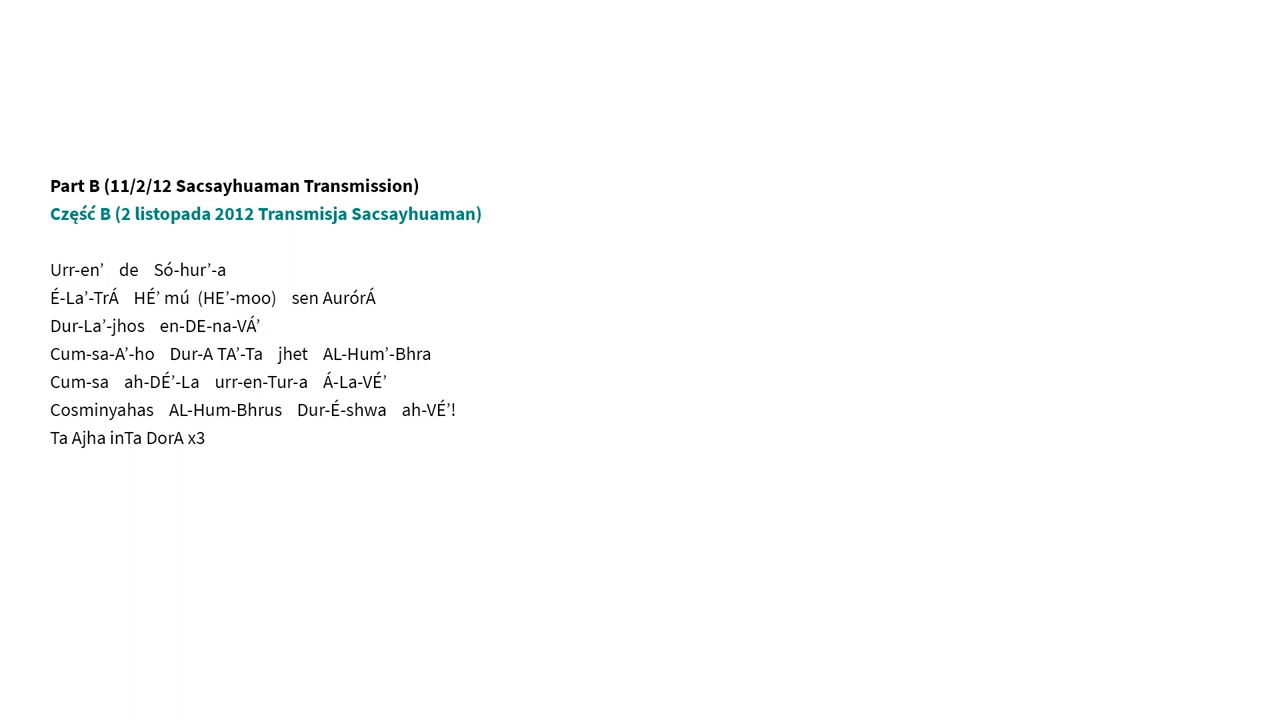 Part B (11/2/12 Sacsayhuaman Transmission)
Część B (2 listopada 2012 Transmisja Sacsayhuaman)
Urr-en’ de Só-hur’-a
É-La’-TrÁ HÉ’ mú (HE’-moo) sen AurórÁ
Dur-La’-jhos en-DE-na-VÁ’
Cum-sa-A’-ho Dur-A TA’-Ta jhet AL-Hum’-Bhra
Cum-sa ah-DÉ’-La urr-en-Tur-a Á-La-VÉ’
Cosminyahas AL-Hum-Bhrus Dur-É-shwa ah-VÉ’!
Ta Ajha inTa DorA x3